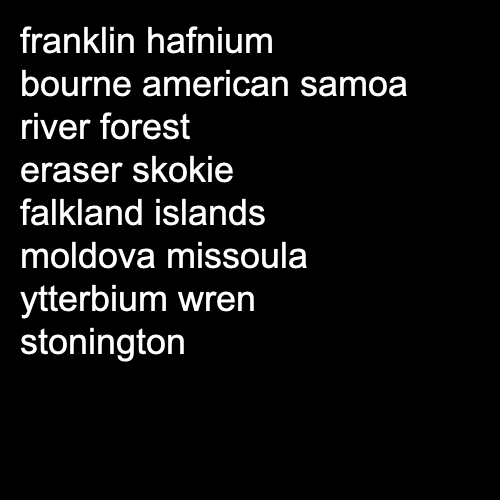 franklin hafnium
bourne american samoa
river forest
eraser skokie
falkland islands
moldova missoula
ytterbium wren
stonington